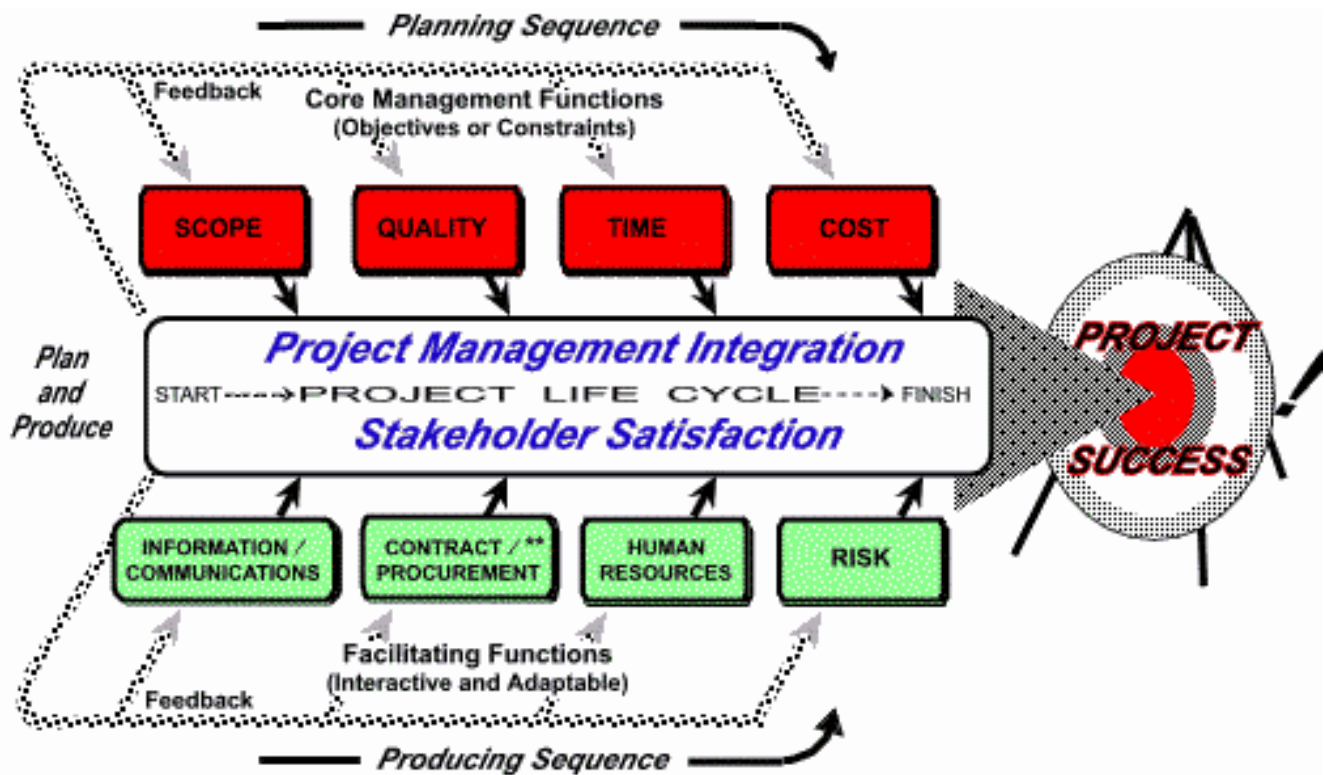 Planning Sequence
Feedback
Core Management Functions
(Objectives or Constraints)
SCOPE
QUALITY
TIME
COST
Plan
and
Produce
Project Management Integration
START PROJECT LIFE CYCLE FINISH
Stakeholder Satisfaction
PROJECT
SUCCESS
INFORMATION /
COMMUNICATIONS
CONTRACT / **
PROCUREMENT
HUMAN
RESOURCES
RISK
Facilitating Functions
(Interactive and Adaptable)
Feedback
Producing Sequence